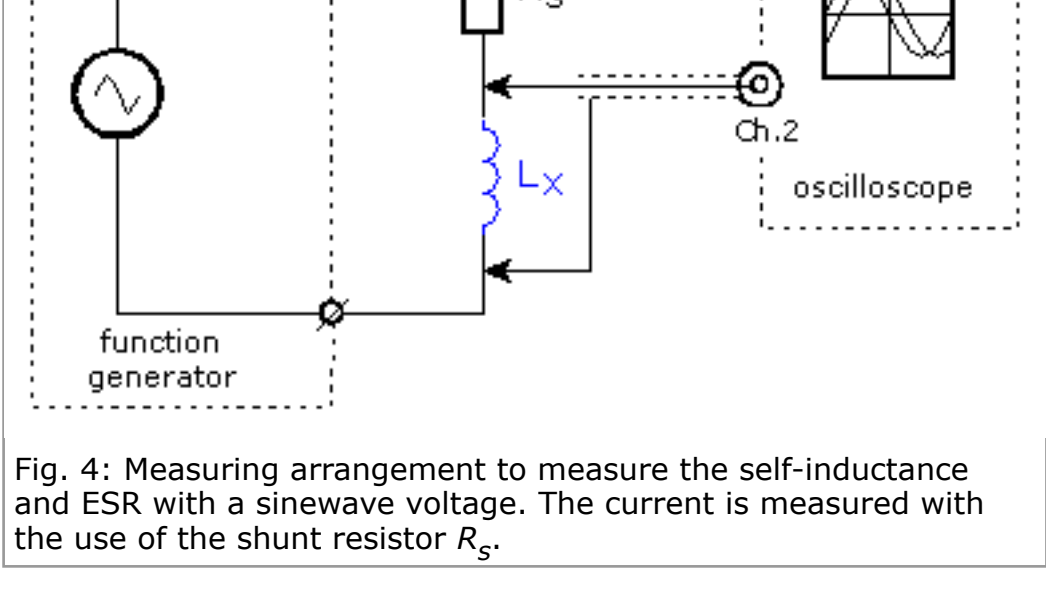 Ch.2
L X
oscilloscope
function
generator
Fig. 4: Measuring arrangement to measure the self-inductance
and ESR with a sinewave voltage. The current is measured with
the use of the shunt resistor Rs.